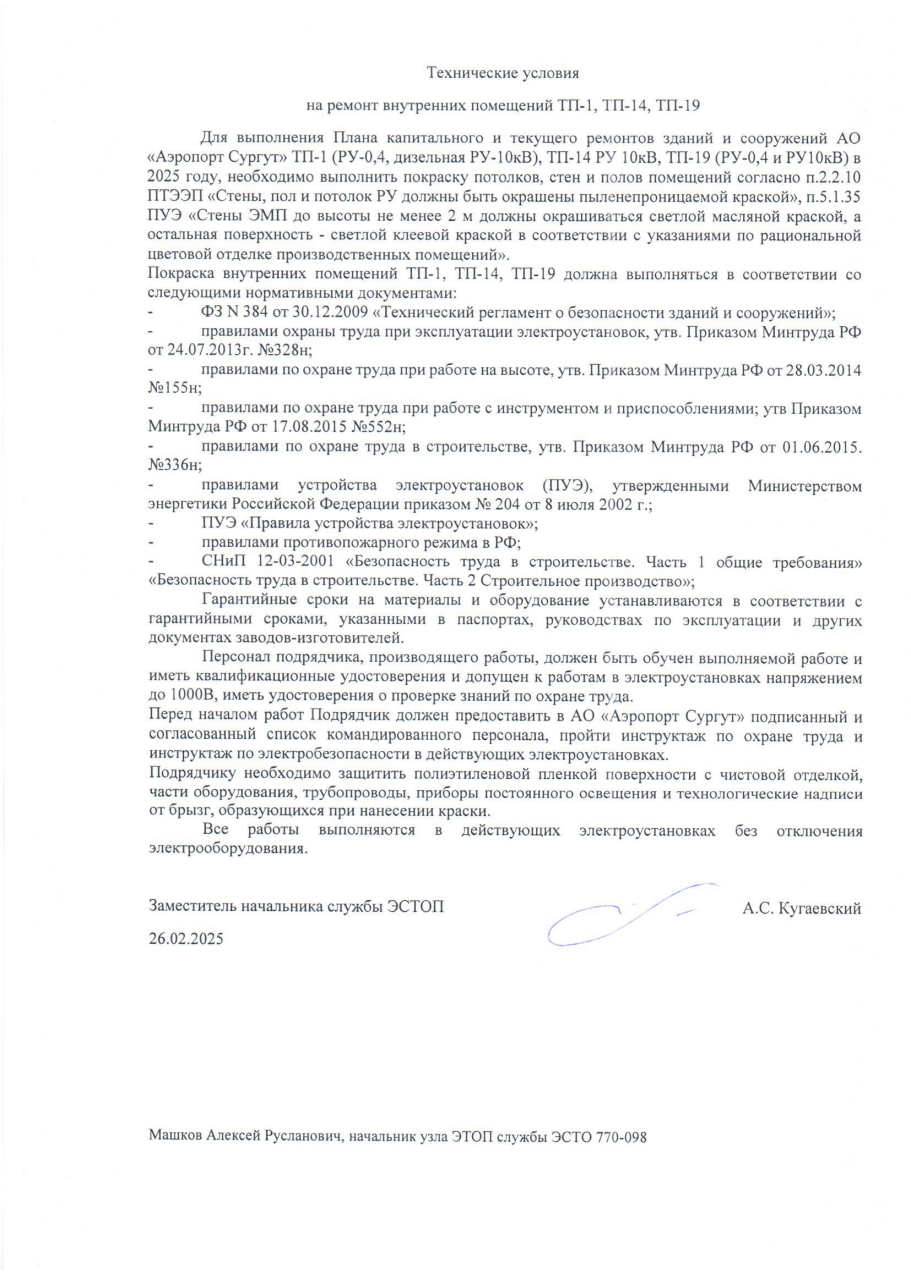 Технические условия
на ремонт внутренних помещений ТП-1, ТП-14, ТП-19
Для выполнения Плана капитального и текущего ремонтов зданий и сооружений АО
«Аэропорт Сургут» ТП-1 (РУ-0,4, дизельная РУ-10кВ), ТП-14 РУ 10кВ, ТП-19 (РУ-0,4 и РУ10кВ) в
2025 году, необходимо выполнить покраску потолков, стен и полов помещений согласно п.2.2.10
ПТЭЭП «Стены, пол и потолок РУ должны быть окрашены пыленепроницаемой краской», п.5.1.35
ПУЭ «Стены ЭМП до высоты не менее 2 м должны окрашиваться светлой масляной краской, а
остальная поверхность - светлой клеевой краской в соответствии с указаниями по рациональной
цветовой отделке производственных помещений».
Покраска внутренних помещений ТП-1, ТП-14, ТП-19 должна выполняться в соответствии со
следующими нормативными документами:
- ФЗ N 384 от 30.12.2009 «Технический регламент о безопасности зданий и сооружений»;
- правилами охраны труда при эксплуатации электроустановок, утв. Приказом Минтруда РФ
от 24.07.2013г. №328н;
- правилами по охране труда при работе на высоте, утв. Приказом Минтруда РФ от 28.03.2014
№155н;
- правилами по охране труда при работе с инструментом и приспособлениями; утв Приказом
Минтруда РФ от 17.08.2015 №552н;
- правилами по охране труда в строительстве, утв. Приказом Минтруда РФ от 01.06.2015.
№336н;
- правилами устройства электроустановок (ПУЭ), утвержденными Министерством
энергетики Российской Федерации приказом № 204 от 8 июля 2002 г.;
- ПУЭ «Правила устройства электроустановок»;
- правилами противопожарного режима в РФ;
- СНиП 12-03-2001 «Безопасность труда в строительстве. Часть 1 общие требования»
«Безопасность труда в строительстве. Часть 2 Строительное производство»;
Гарантийные сроки на материалы и оборудование устанавливаются в соответствии с
гарантийными сроками, указанными в паспортах, руководствах по эксплуатации и других
документах заводов-изготовителей.
Персонал подрядчика, производящего работы, должен быть обучен выполняемой работе и
иметь квалификационные удостоверения и допущен к работам в электроустановках напряжением
до 1000В, иметь удостоверения о проверке знаний по охране труда.
Перед началом работ Подрядчик должен предоставить в АО «Аэропорт Сургут» подписанный и
согласованный список командированного персонала, пройти инструктаж по охране труда и
инструктаж по электробезопасности в действующих электроустановках.
Подрядчику необходимо защитить полиэтиленовой пленкой поверхности с чистовой отделкой,
части оборудования, трубопроводы, приборы постоянного освещения и технологические надписи
от брызг, образующихся при нанесении краски.
Все работы выполняются в действующих электроустановках без отключения
электрооборудования.
Заместитель начальника службы ЭСТОП А.С. Кугаевский
26.02.2025
Машков Алексей Русланович, начальник узла ЭТОП службы ЭСТО 770-098